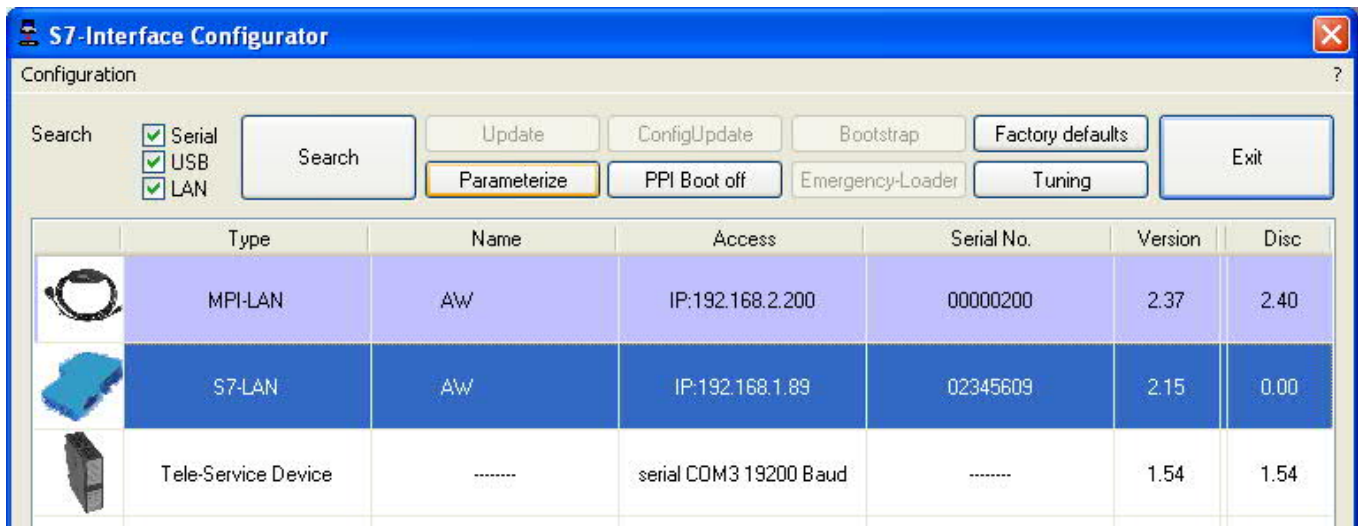 S7-Interface Configurator
Configuration ?
Search Serial USB LAN Search Update ConfigUpdate Bootstrap Factory defaults Exit
Parameterize PPI Boot off Emergency-Loader Tuning
Type Name Access Serial No. Version Disc
MPI-LAN AW IP:192.168.2.200 00000200 2.37 2.40
S7-LAN AW IP:192.168.1.89 02345609 2.15 0.00
Tele-Service Device -------- serial COM3 19200 Baud -------- 1.54 1.54